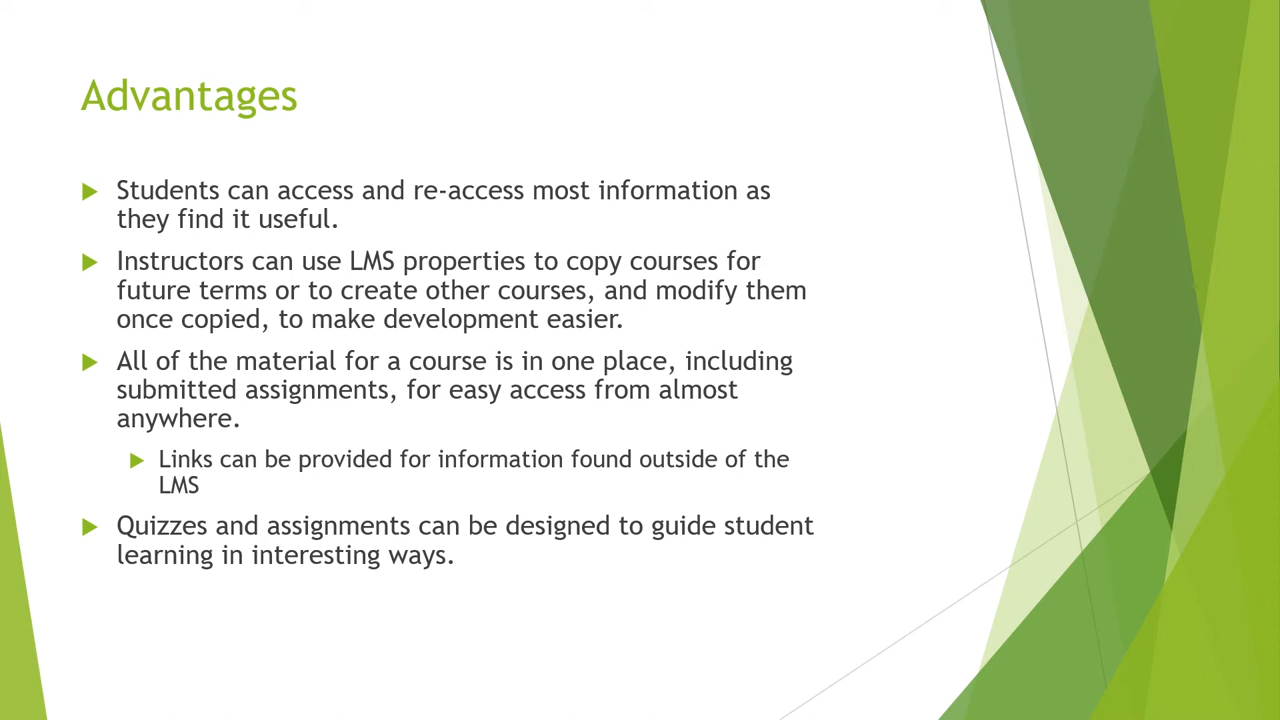 Advantages
Students can access and re-access most information as
they find it useful.
Instructors can use LMS properties to copy courses for
future terms or to create other courses, and modify them
once copied, to make development easier.
All of the material for a course is in one place, including
submitted assignments, for easy access from almost
anywhere.
Links can be provided for information found outside of the
LMS
Quizzes and assignments can be designed to guide student
learning in interesting ways.